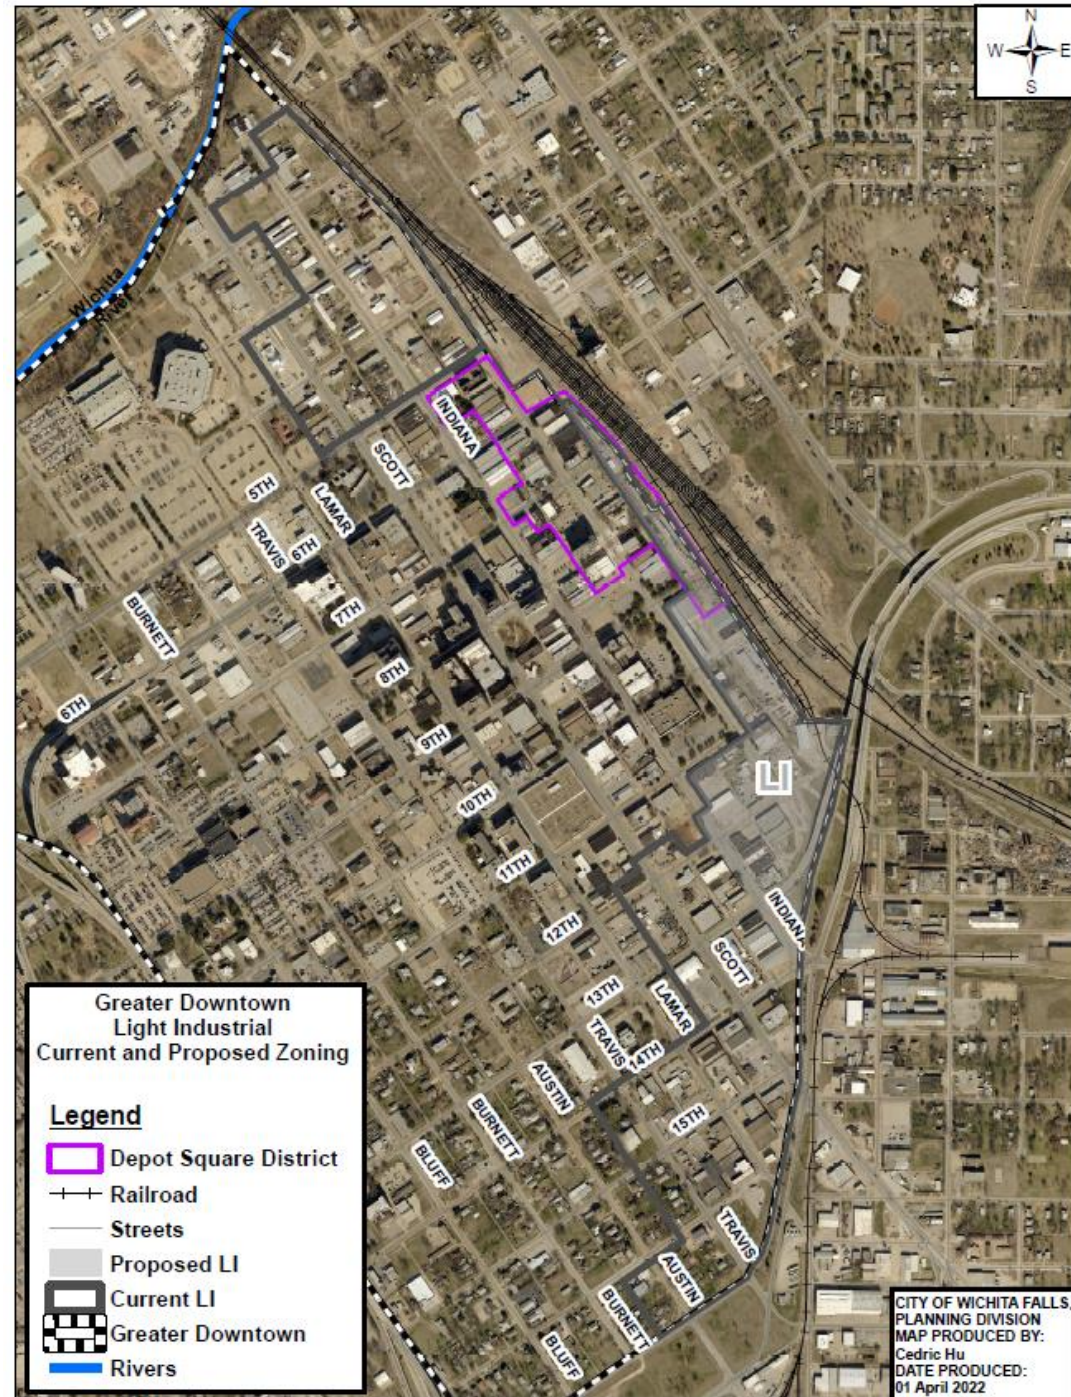 N
W E
S
Wichita
River
INDIANA
SCOTT
5TH
LAMAR
TRAVIS
6TH
7TH
BURNETT
8TH
6TH
9TH
LI
10TH
11TH
INDIANA
12TH
SCOTT
13TH
LAMAR
TRAVIS
14TH
AUSTIN
BURNETT
15TH
BLUFF
TRAVIS
AUSTIN
BURNETT
BLUFF
Greater Downtown
Light Industrial
Current and Proposed Zoning
Legend
Depot Square District
Railroad
Streets
Proposed LI
Current LI
Greater Downtown
Rivers
CITY OF WICHITA FALLS,
PLANNING DIVISION
MAP PRODUCED BY:
Cedric Hu
DATE PRODUCED:
01 April 2022